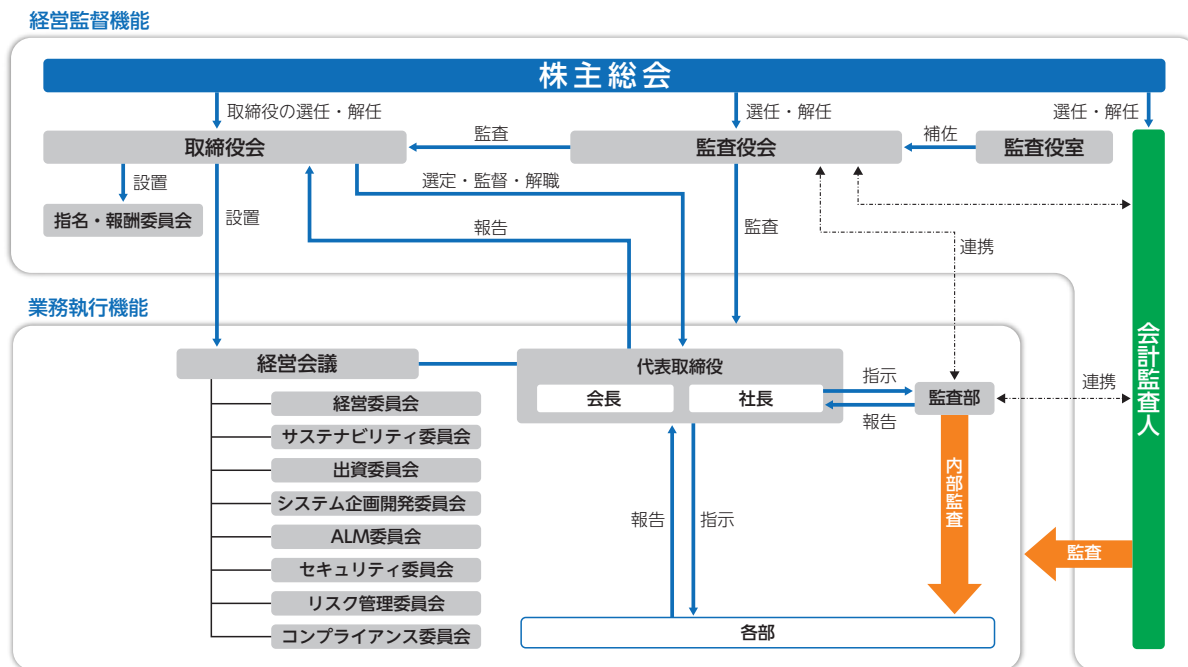 経営監督機能
株主総会
取締役の選任・解任
選任・解任
選任・解任
取締役会
監査
監査役会
補佐
監査役室
設置
選定・監督・解職
指名・報酬委員会
設置
報告
監査
連携
業務執行機能
経営会議
代表取締役
会長
社長
指示
報告
監査部
連携
会計監査人
経営委員会
サステナビリティ委員会
出資委員会
システム企画開発委員会
ALM委員会
セキュリティ委員会
リスク管理委員会
コンプライアンス委員会
報告
指示
内部監査
監査
各部